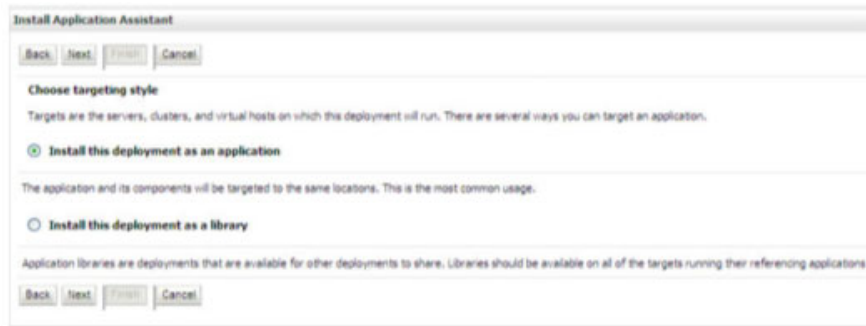 Install Application Assistant
Back Next Finish Cancel
Choose targeting style
Targets are the servers, clusters, and virtual hosts on which this deployment will run. There are several ways you can target an application.
Install this deployment as an application
The application and its components will be targeted to the same locations. This is the most common usage.
Install this deployment as a library
Application libraries are deployments that are available for other deployments to share. Libraries should be available on all of the targets running their referencing applications
Back Next Finish Cancel